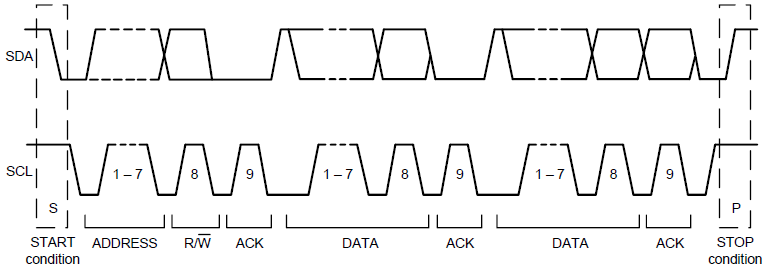 SDA
SCL
1 – 7
8
9
1 – 7
8
9
1 – 7
8
9
S
P
START
condition
ADDRESS
R/W̅
ACK
DATA
ACK
DATA
ACK
STOP
condition